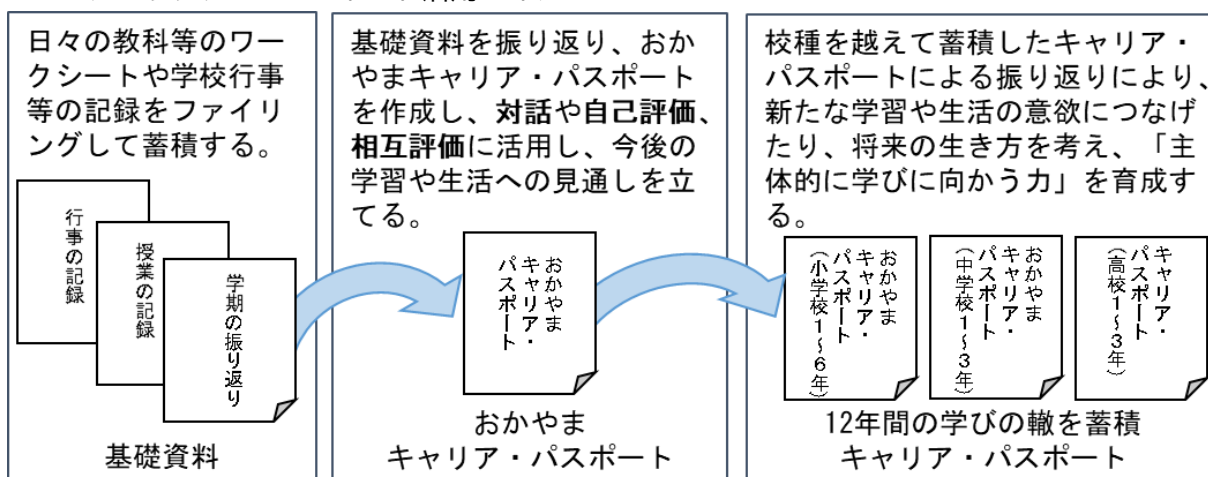 日々の教科等のワー
クシートや学校行事
等の記録をファイリ
ングして蓄積する。
行事の記録
授業の記録
学期の振り返り
基礎資料
基礎資料を振り返り、おか
やまキャリア・パスポート
を作成し、対話や自己評価、
相互評価に活用し、今後の
学習や生活への見通しを立
てる。
おかやま
キャリア・
パスポート
おかやま
キャリア・パスポート
校種を越えて蓄積したキャリア・
パスポートによる振り返りにより、
新たな学習や生活の意欲につなげ
たり、将来の生き方を考え、「主
体的に学びに向かう力」を育成す
る。
おかやま
キャリア・
パスポート
（小学校１～６年）
おかやま
キャリア・
パスポート
（中学校１～３年）
キャリア・
パスポート
（高校１～３年）
12年間の学びの轍を蓄積
キャリア・パスポート